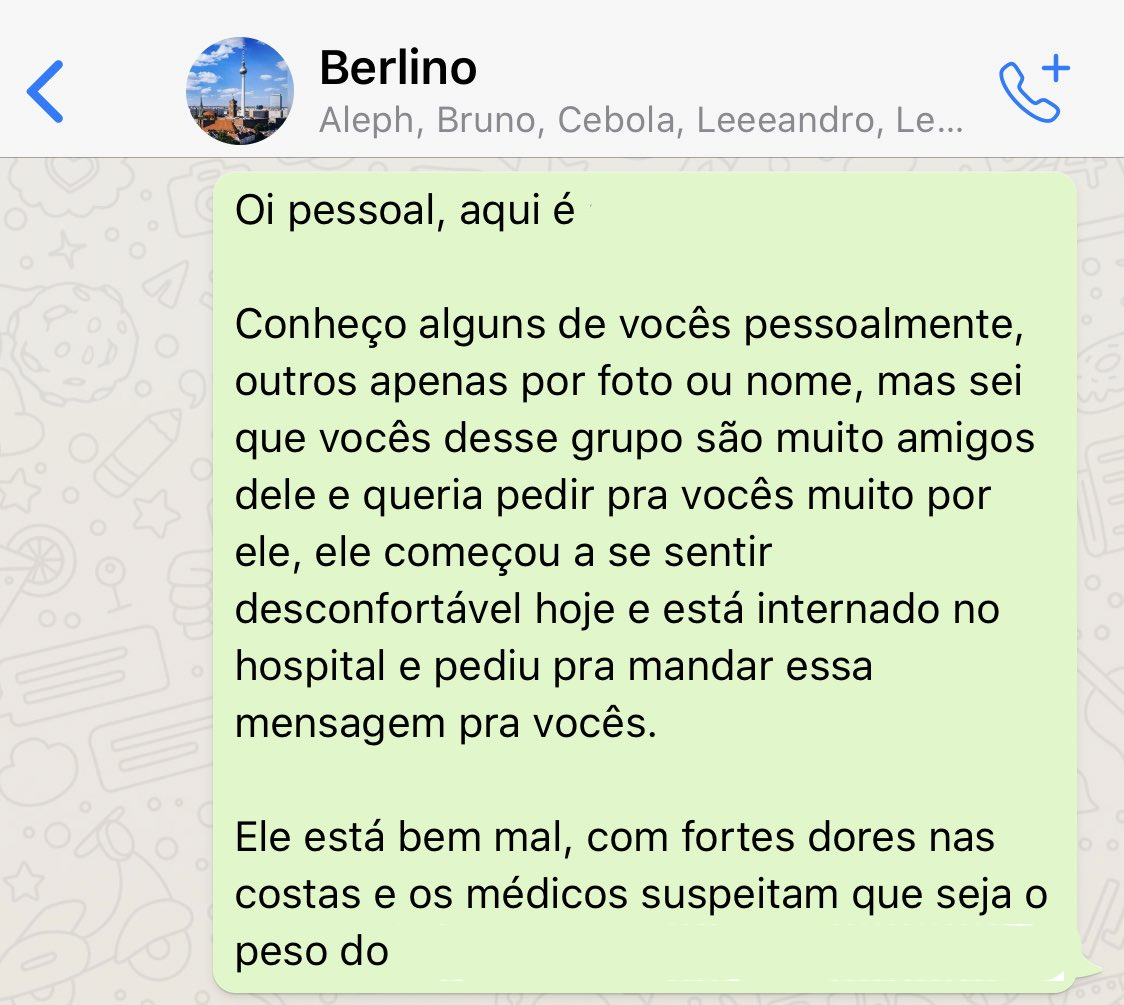 Berlino
Aleph, Bruno, Cebola, Leeeandro, Le...
Oi pessoal, aqui é
Conheço alguns de vocês pessoalmente,
outros apenas por foto ou nome, mas sei
que vocês desse grupo são muito amigos
dele e queria pedir pra vocês muito por
ele, ele começou a se sentir
desconfortável hoje e está internado no
hospital e pediu pra mandar essa
mensagem pra vocês.
Ele está bem mal, com fortes dores nas
costas e os médicos suspeitam que seja o
peso do